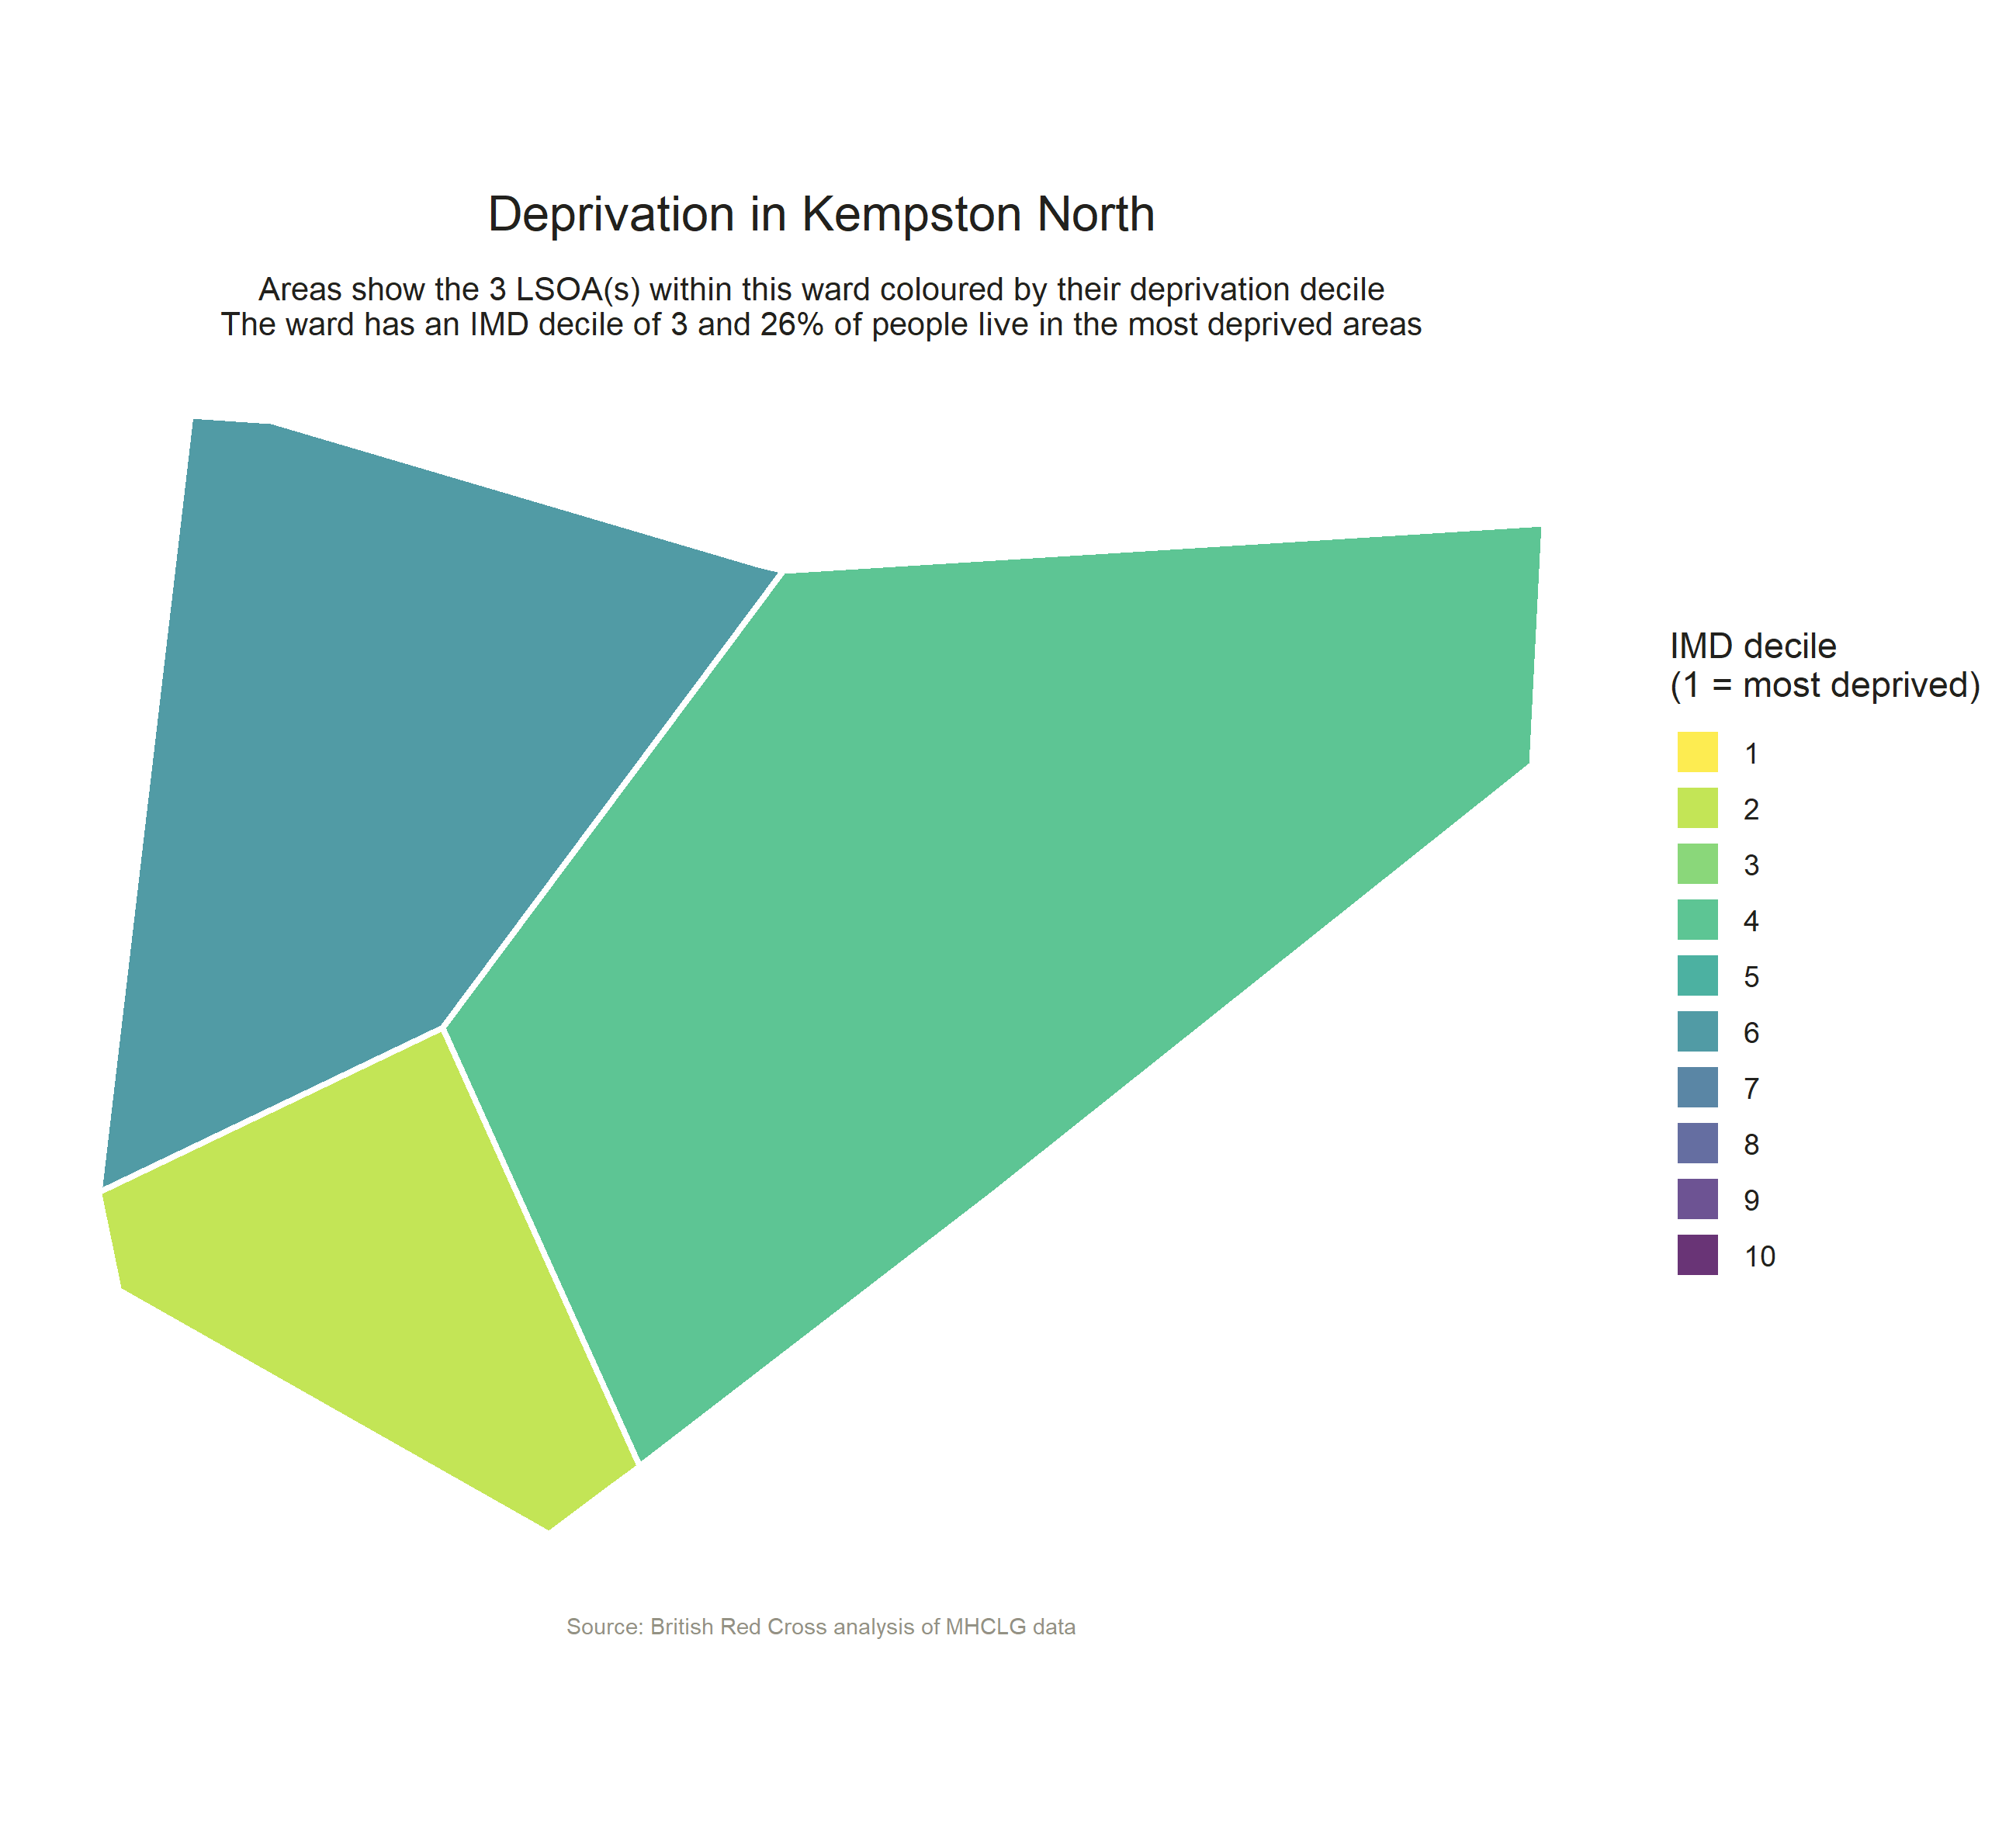 Deprivation in Kempston North
Areas show the 3 LSOA(s) within this ward coloured by their deprivation decile
The ward has an IMD decile of 3 and 26% of people live in the most deprived areas
IMD decile
(1 = most deprived)
1
2
3
4
5
6
7
8
9
10
Source: British Red Cross analysis of MHCLG data